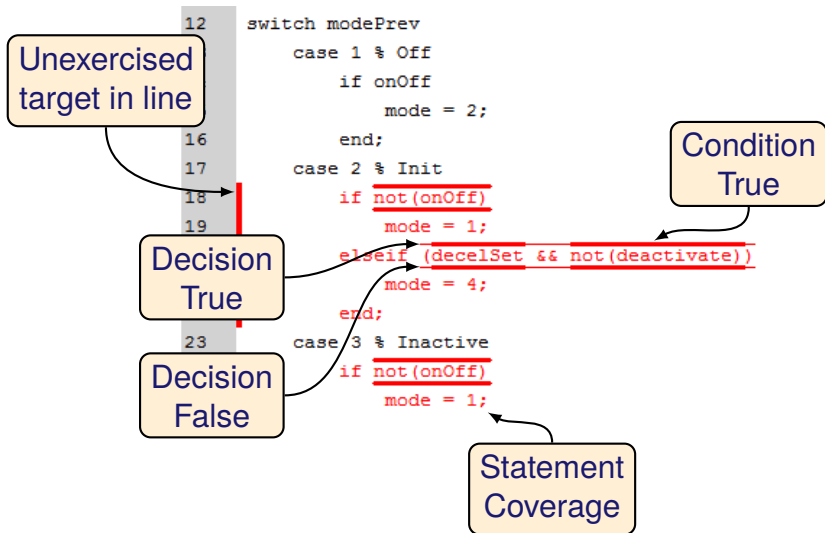 12 switch modePrev
case 1 % Off
if onOff
mode = 2;
16 end;
17 case 2 % Init
18 if not(onOff)
19 mode = 1;
elseif (decelSet && not(deactivate))
mode = 4;
end;
23 case 3 % Inactive
if not(onOff)
mode = 1;
Unexercised
target in line
Condition
True
Decision
True
Decision
False
Statement
Coverage